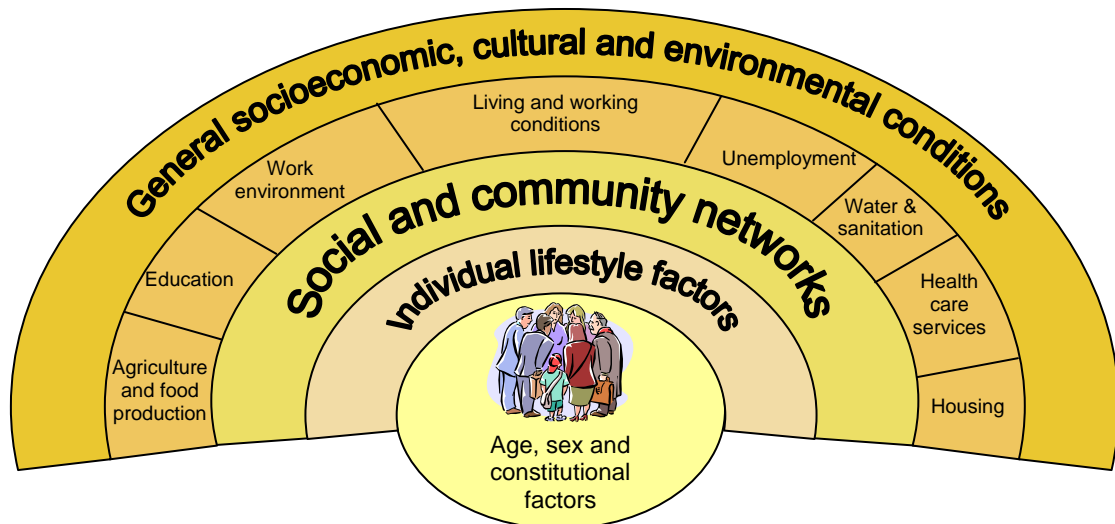 General socioeconomic, cultural and environmental conditions
Living and working
conditions
Work
environment
Unemployment
Water &
sanitation
Education
Health
care
services
Agriculture
and food
production
Housing
Social and community networks
Individual lifestyle factors
Age, sex and
constitutional
factors